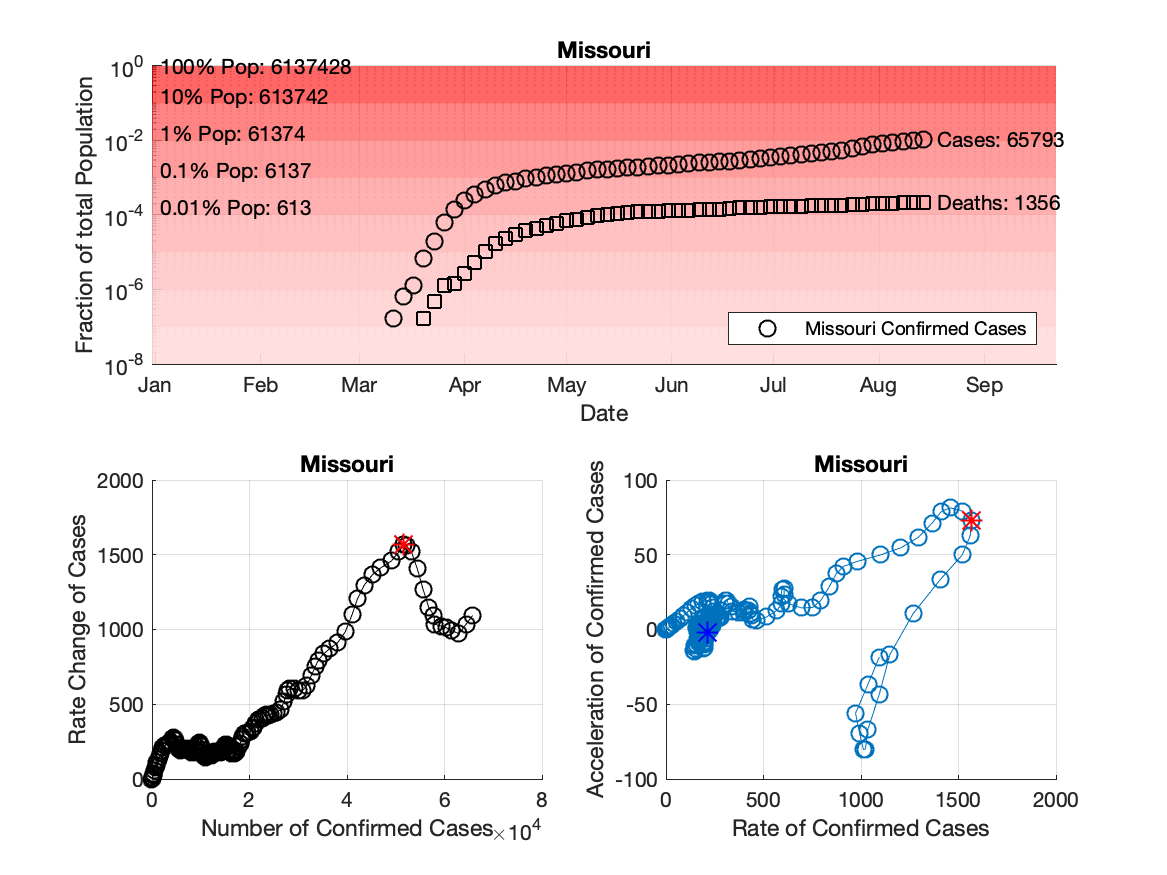 Missouri
10^0
10^-2
10^-4
10^-6
10^-8
Fraction of total Population
100% Pop: 6137428
10% Pop: 613742
1% Pop: 61374
0.1% Pop: 6137
0.01% Pop: 613
Cases: 65793
Deaths: 1356
Missouri Confirmed Cases
Jan Feb Mar Apr May Jun Jul Aug Sep
Date
Missouri
2000
1500
1000
500
0
Rate Change of Cases
0 2 4 6 8
Number of Confirmed Cases ×10^4
Missouri
100
50
0
-50
-100
Acceleration of Confirmed Cases
0 500 1000 1500 2000
Rate of Confirmed Cases